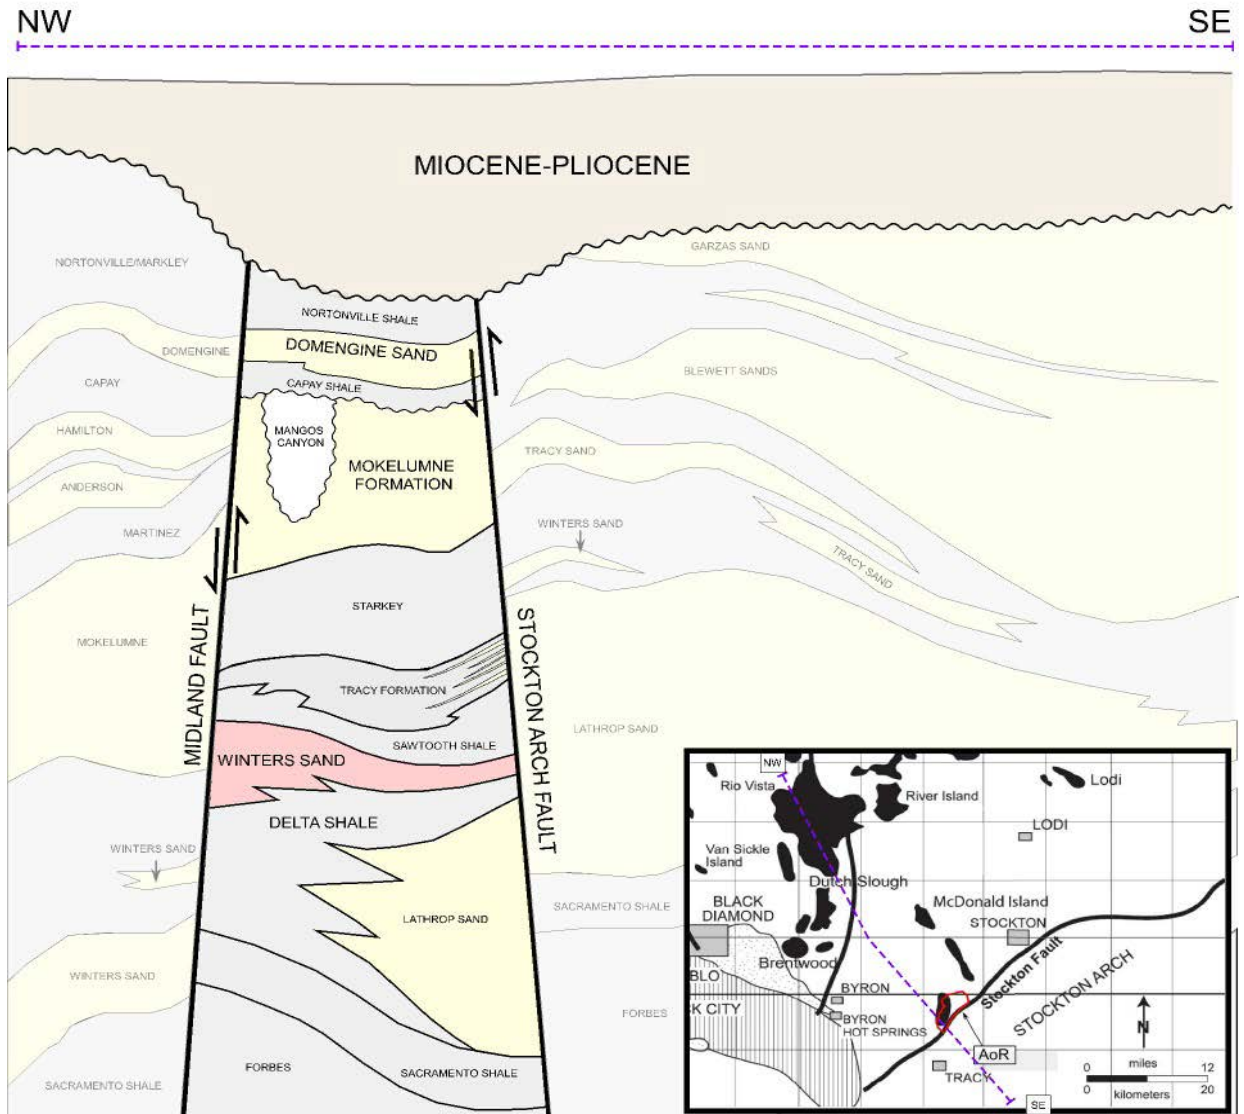 NW
SE
MIOCENE-PLIOCENE
NORTONVILLE/MARKLEY
GARZAS SAND
NORTONVILLE SHALE
DOMENGINE SAND
DOMENGINE
CAPAY
CAPAY SHALE
BLEWETT SANDS
HAMILTON
MANGOS
CANYON
MOKELUMNE
FORMATION
TRACY SAND
ANDERSON
MARTINEZ
WINTERS SAND
TRACY SAND
STARKEY
MOKELUMNE
MIDLAND FAULT
STOCKTON ARCH FAULT
TRACY FORMATION
LATHROP SAND
SAWTOOTH SHALE
WINTERS SAND
DELTA SHALE
WINTERS SAND
LATHROP SAND
SACRAMENTO SHALE
WINTERS SAND
FORBES
FORBES
SACRAMENTO SHALE
SACRAMENTO SHALE
NW
Rio Vista
River Island
Lodi
LODI
Van Sickle
Island
Dutch Slough
BLACK
DIAMOND
McDonald Island
STOCKTON
Brentwood
Stockton Fault
STOCKTON ARCH
BLO
BYRON
CK CITY
BYRON
HOT SPRINGS
N
AoR
TRACY
0 miles 12
0 kilometers 20
SE